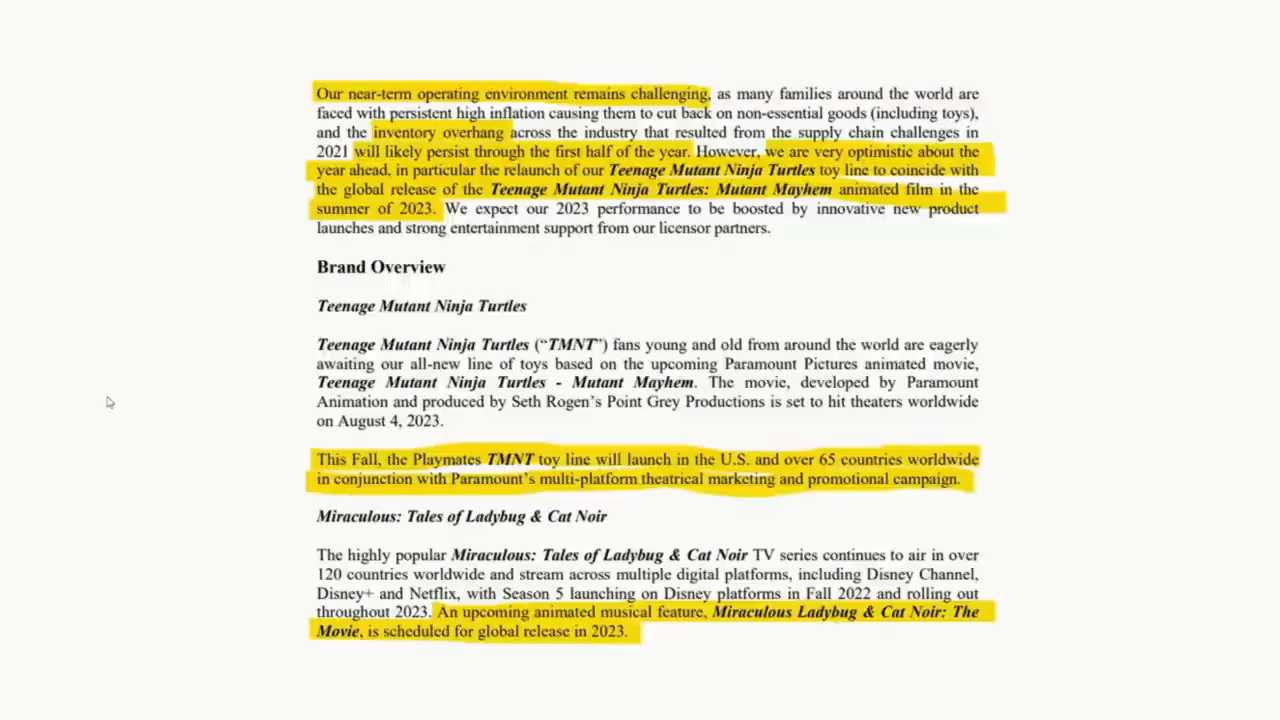 Our near-term operating environment remains challenging, as many families around the world are
faced with persistent high inflation causing them to cut back on non-essential goods (including toys),
and the inventory overhang across the industry that resulted from the supply chain challenges in
2021 will likely persist through the first half of the year. However, we are very optimistic about the
year ahead, in particular the relaunch of our Teenage Mutant Ninja Turtles toy line to coincide with
the global release of the Teenage Mutant Ninja Turtles: Mutant Mayhem animated film in the
summer of 2023. We expect our 2023 performance to be boosted by innovative new product
launches and strong entertainment support from our licensor partners.
Brand Overview
Teenage Mutant Ninja Turtles
Teenage Mutant Ninja Turtles (“TMNT”) fans young and old from around the world are eagerly
awaiting our all-new line of toys based on the upcoming Paramount Pictures animated movie,
Teenage Mutant Ninja Turtles - Mutant Mayhem. The movie, developed by Paramount
Animation and produced by Seth Rogen’s Point Grey Productions is set to hit theaters worldwide
on August 4, 2023.
This Fall, the Playmates TMNT toy line will launch in the U.S. and over 65 countries worldwide
in conjunction with Paramount’s multi-platform theatrical marketing and promotional campaign.
Miraculous: Tales of Ladybug & Cat Noir
The highly popular Miraculous: Tales of Ladybug & Cat Noir TV series continues to air in over
120 countries worldwide and stream across multiple digital platforms, including Disney Channel,
Disney+ and Netflix, with Season 5 launching on Disney platforms in Fall 2022 and rolling out
throughout 2023. An upcoming animated musical feature, Miraculous Ladybug & Cat Noir: The
Movie, is scheduled for global release in 2023.